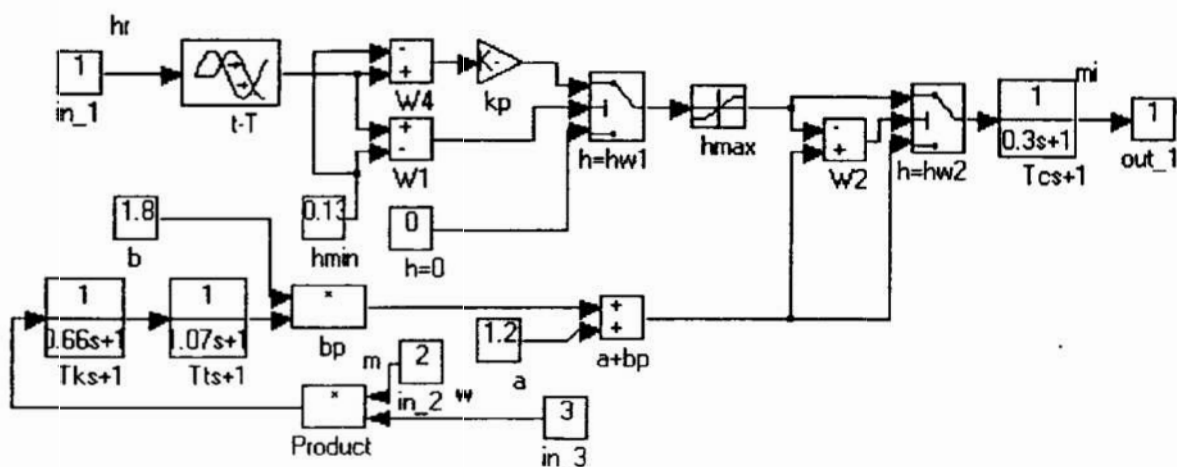 hr
1
in_1
t-T
-
+
W4
K-
kp
+
-
W1
h=hw1
hmax
-
+
W2
h=hw2
mi
1
0.3s+1
Tcs+1
1
out_1
1.8
b
0.13
hmin
0
h=0
1
0.66s+1
Tks+1
1
1.07s+1
Tts+1
×
bp
1.2
a
+
+
a+bp
m
2
in_2
w
×
Product
3
in_3